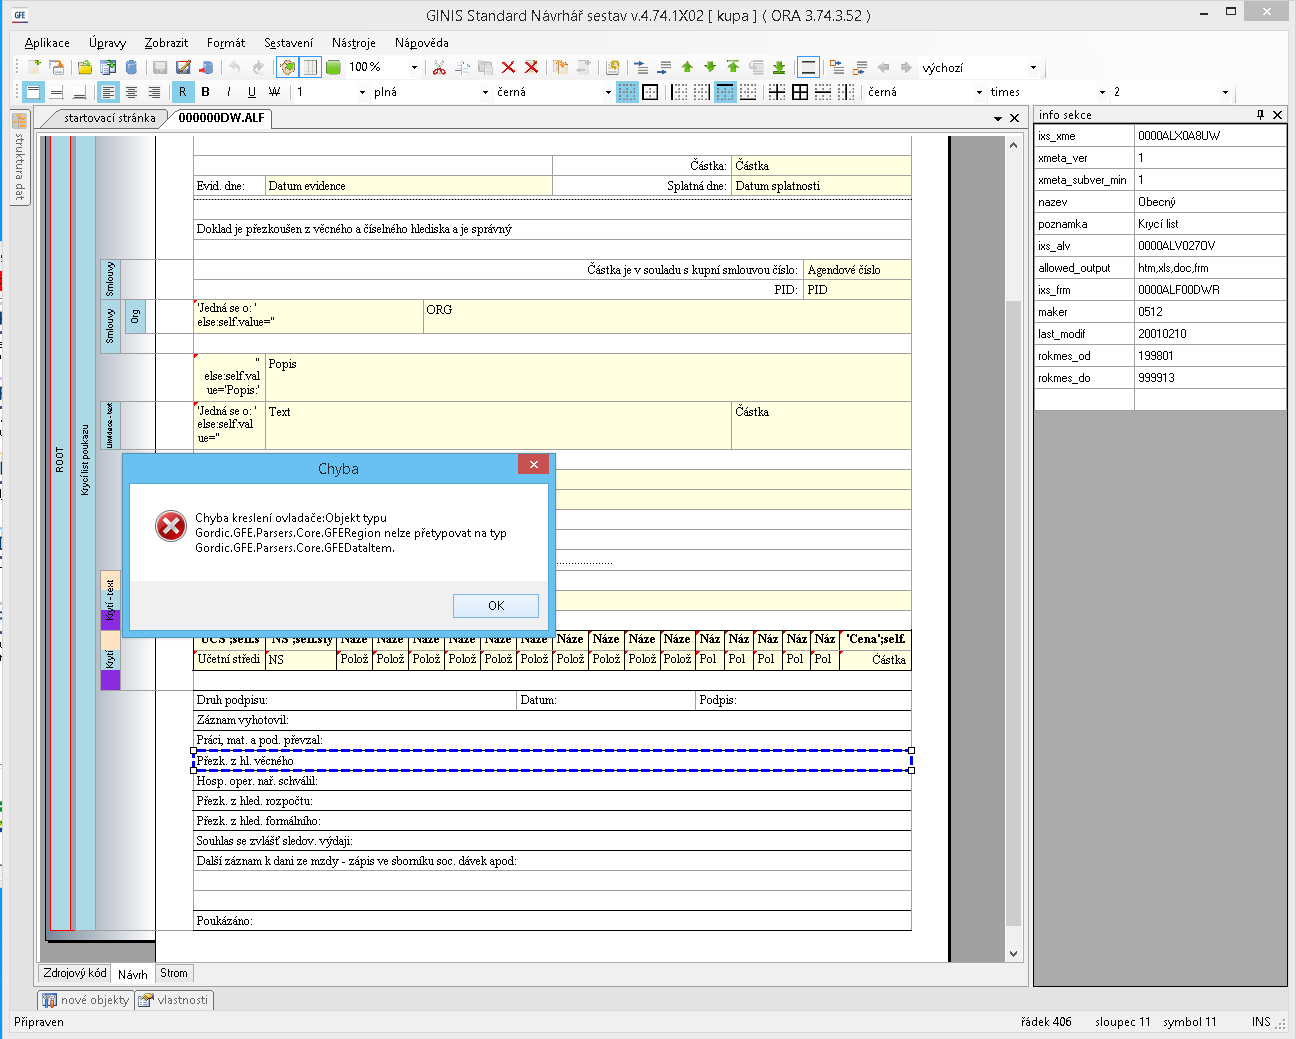 GFE
GINIS Standard Návrhář sestav v.4.74.1X02 [ kupa ] ( ORA 3.74.3.52 )
Aplikace Úpravy Zobrazit Formát Sestavení Nástroje Nápověda
100 % výchozí
R B I U W 1 plná černá černá times 2
startovací stránka 000000DW.ALF
info sekce
struktura dat
ixs_xme 0000ALX0A8UW
xmeta_ver 1
xmeta_subver_min 1
nazev Obecný
poznamka Krycí list
ixs_alv 0000ALV027OV
allowed_output htm,xls,doc,frm
ixs_frm 0000ALF00DWR
maker 0512
last_modif 20010210
rokmes_od 199801
rokmes_do 999913
Částka: Částka
Evid. dne: Datum evidence Splatná dne: Datum splatnosti
Doklad je přezkoušen z věcného a číselného hlediska a je správný
Částka je v souladu s kupní smlouvou číslo: Agendové číslo
PID: PID
Smlouvy
Smlouvy
Org
'Jedná se o: '
else:self.value=''
ORG
''
else:self.val
ue='Popis:'
Popis
'Jedná se o: '
else:self.val
ue=''
Text Částka
Likvidace - text
ROOT
Krycí list poukazu
Chyba
Chyba kreslení ovladače:Objekt typu
Gordic.GFE.Parsers.Core.GFERegion nelze přetypovat na typ
Gordic.GFE.Parsers.Core.GFEDataItem.
OK
...................
Krytí - text
Krytí
UCS ;self.s NS ;self.sty Náze Náze Náze Náze Náze Náze Náze Náze Náze Náze Náz Náz Náz Náz Náz 'Cena';self.
Účetní středi NS Polož Polož Polož Polož Polož Polož Polož Polož Polož Polož Pol Pol Pol Pol Pol Částka
Druh podpisu: Datum: Podpis:
Záznam vyhotovil:
Práci, mat. a pod. převzal:
Přezk. z hl. věcného
Hosp. oper. nař. schválil:
Přezk. z hled. rozpočtu:
Přezk. z hled. formálního:
Souhlas se zvlášť sledov. výdaji:
Další záznam k dani ze mzdy - zápis ve sborníku soc. dávek apod:
Poukázáno:
Zdrojový kód Návrh Strom
nové objekty vlastnosti
Připraven řádek 406 sloupec 11 symbol 11 INS